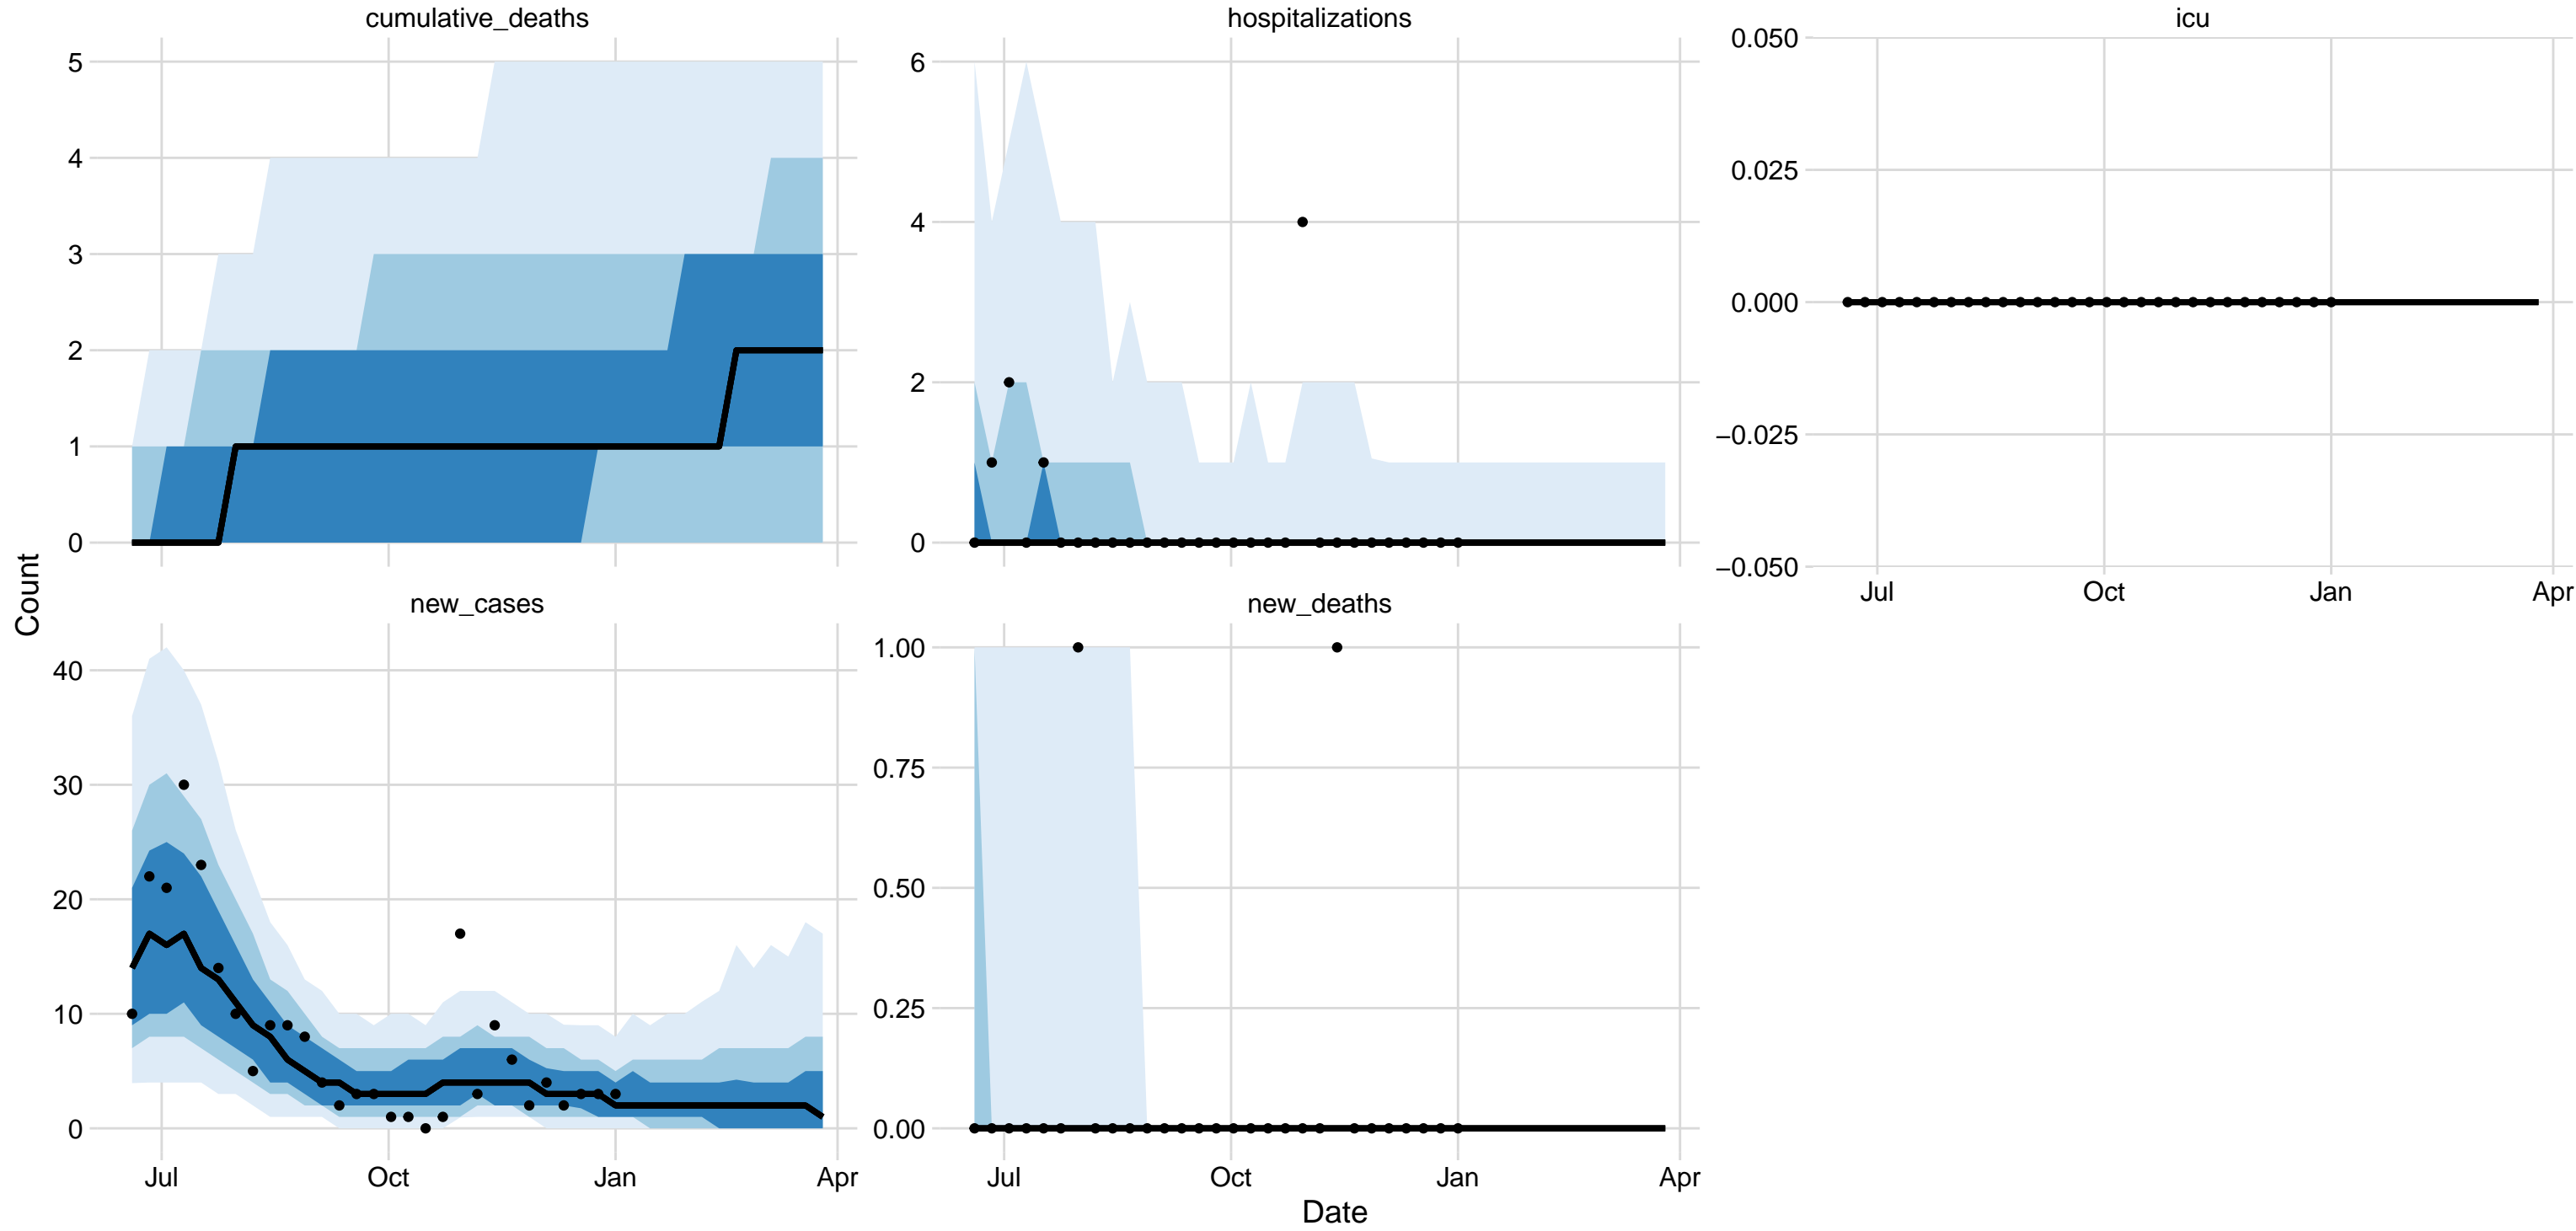 cumulative_deaths
5
4
3
2
1
0
hospitalizations
6
4
2
0
icu
0.050
0.025
0.000
−0.025
−0.050
Jul Oct Jan Apr
Count
new_cases
40
30
20
10
0
Jul Oct Jan Apr
new_deaths
1.00
0.75
0.50
0.25
0.00
Jul Oct Jan Apr
Date